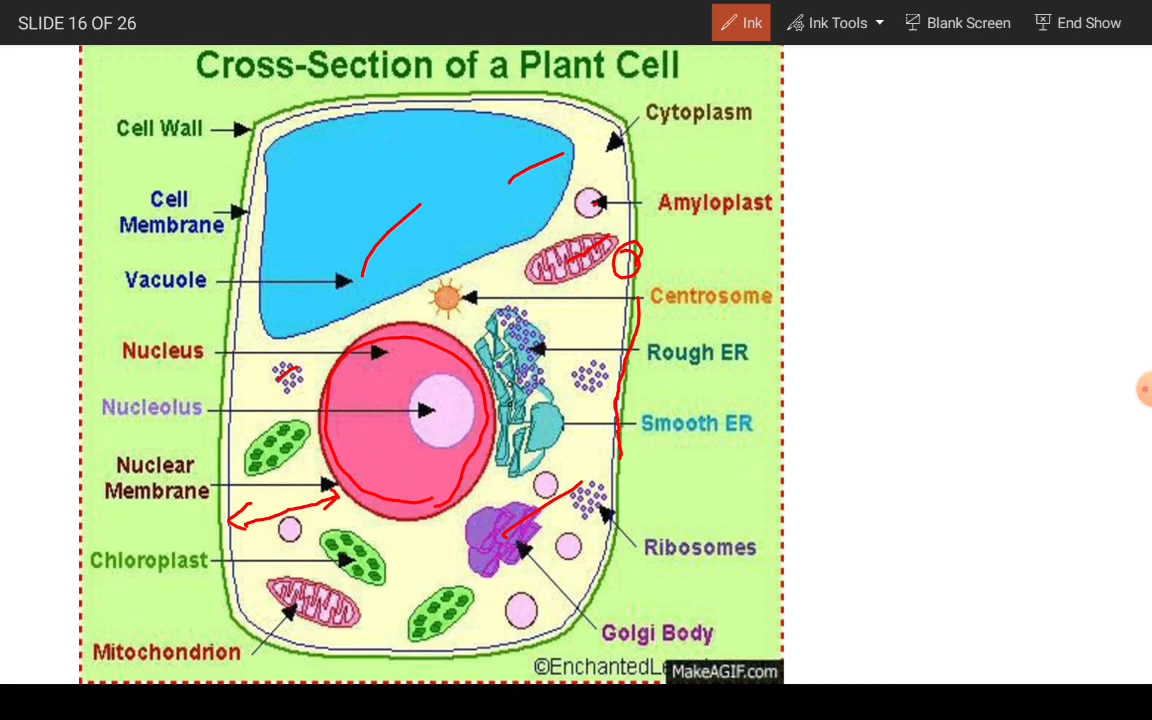 SLIDE 16 OF 26
Ink
Ink Tools
Blank Screen
End Show
Cross-Section of a Plant Cell
Cell Wall
Cytoplasm
Cell
Membrane
Amyloplast
Vacuole
Centrosome
Nucleus
Rough ER
Nucleolus
Smooth ER
Nuclear
Membrane
Chloroplast
Ribosomes
Mitochondrion
Golgi Body
MakeAGIF.com